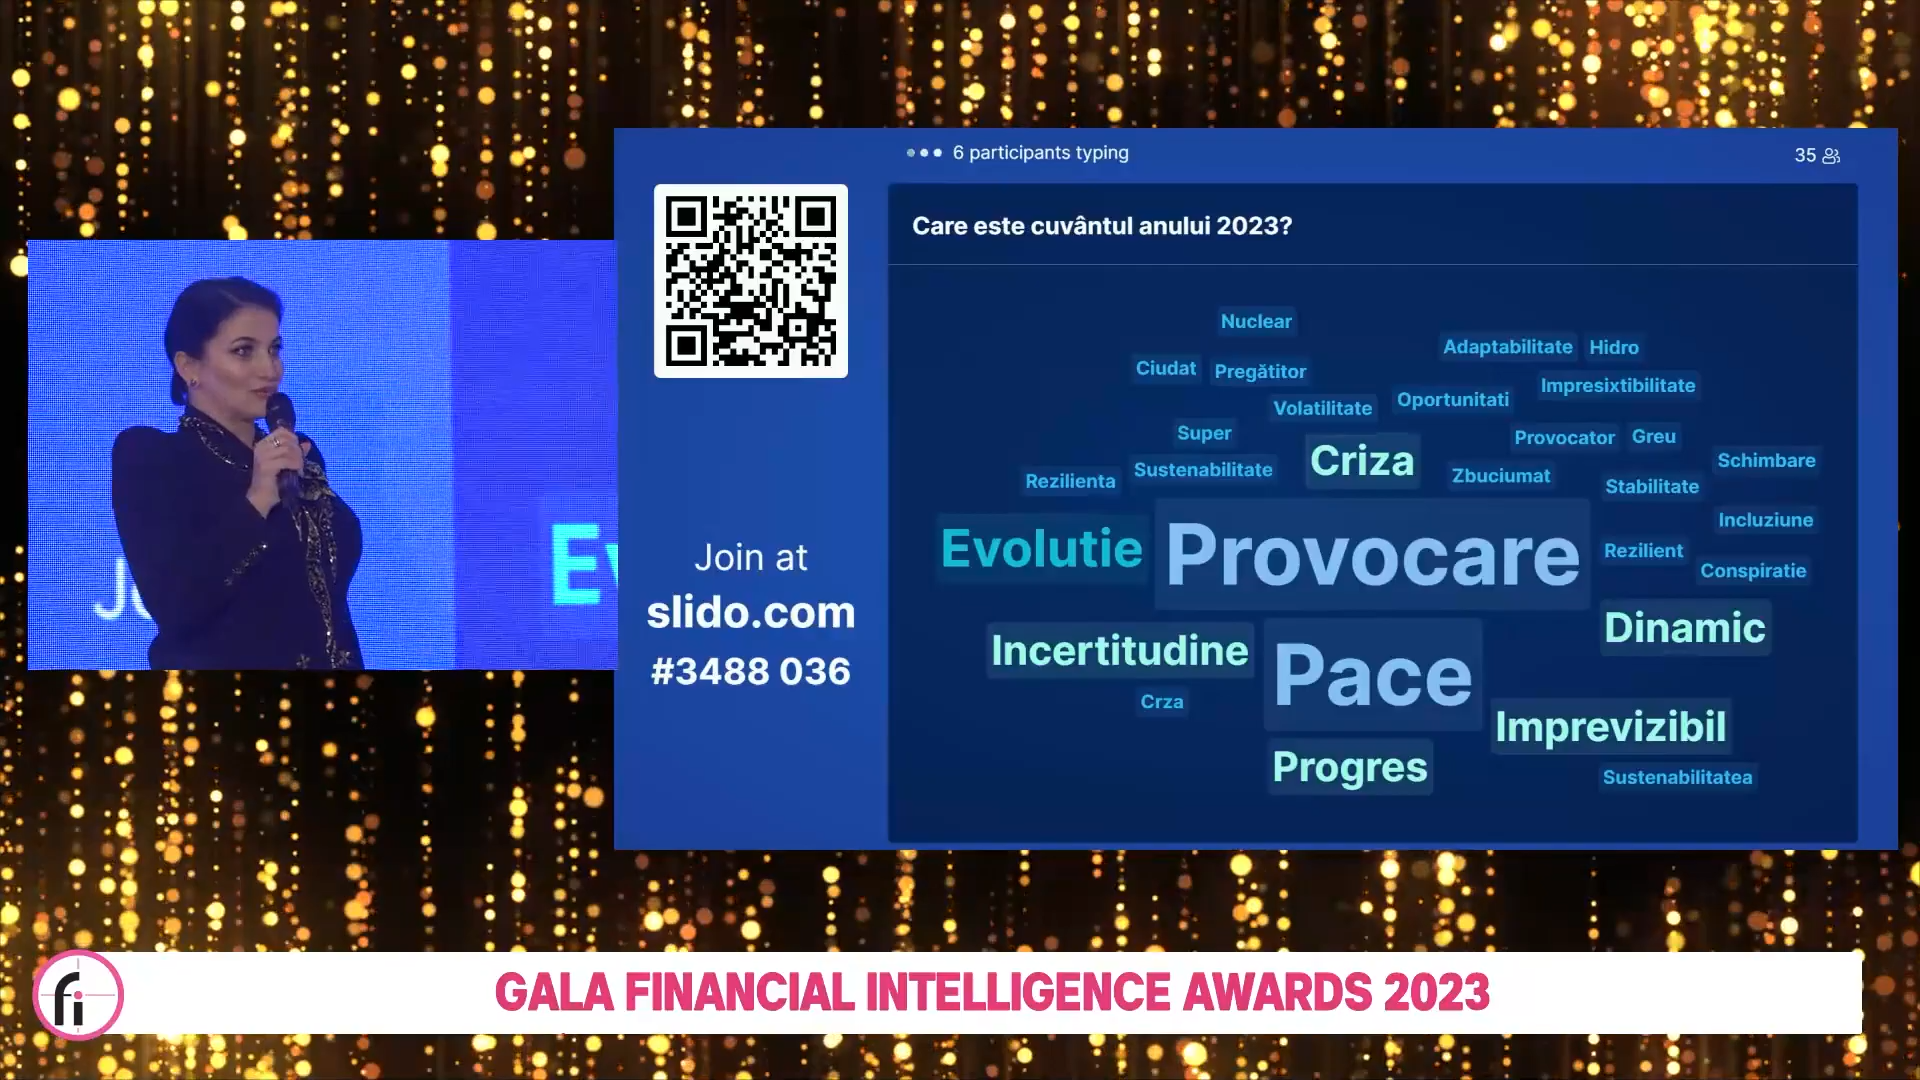 6 participants typing
35
Care este cuvântul anului 2023?
Nuclear
Adaptabilitate
Hidro
Ciudat
Pregătitor
Impresixtibilitate
Volatilitate
Oportunitati
Super
Criza
Provocator
Greu
Rezilienta
Sustenabilitate
Zbuciumat
Schimbare
Stabilitate
Evolutie
Provocare
Incluziune
Rezilient
Conspiratie
Incertitudine
Pace
Dinamic
Crza
Imprevizibil
Progres
Sustenabilitatea
Join at
slido.com
#3488 036
Ev
Jo
fi
GALA FINANCIAL INTELLIGENCE AWARDS 2023